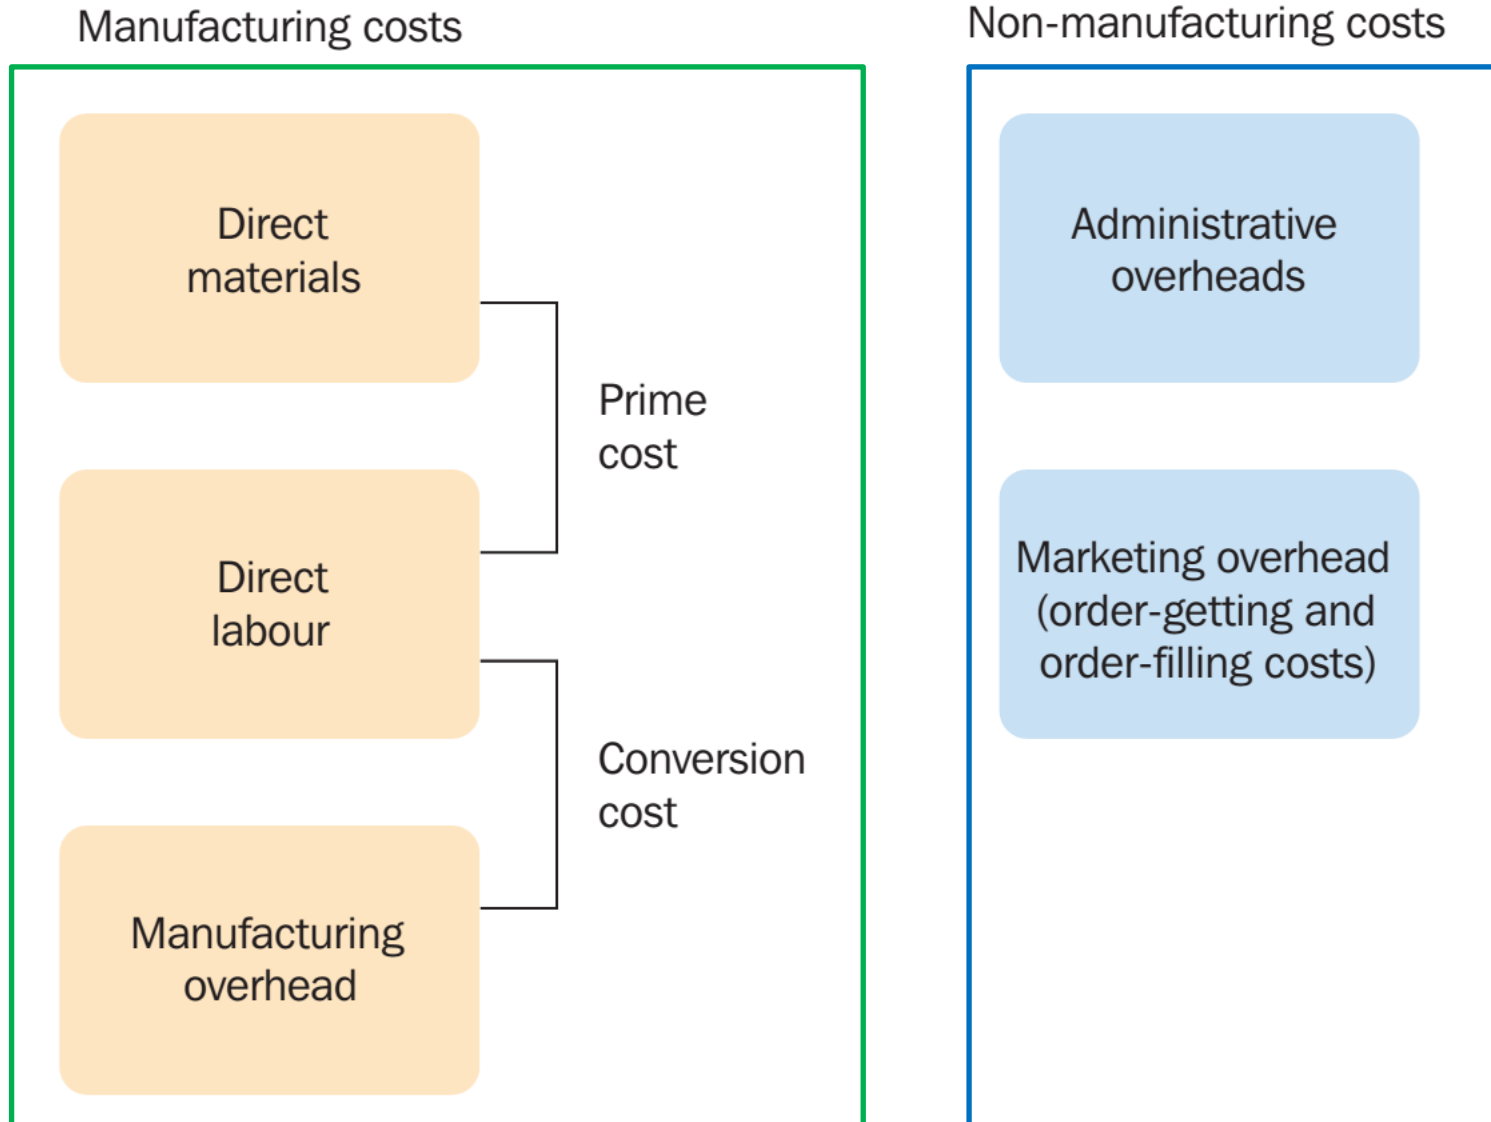 Manufacturing costs
Direct
materials
Prime
cost
Direct
labour
Conversion
cost
Manufacturing
overhead
Non-manufacturing costs
Administrative
overheads
Marketing overhead
(order-getting and
order-filling costs)